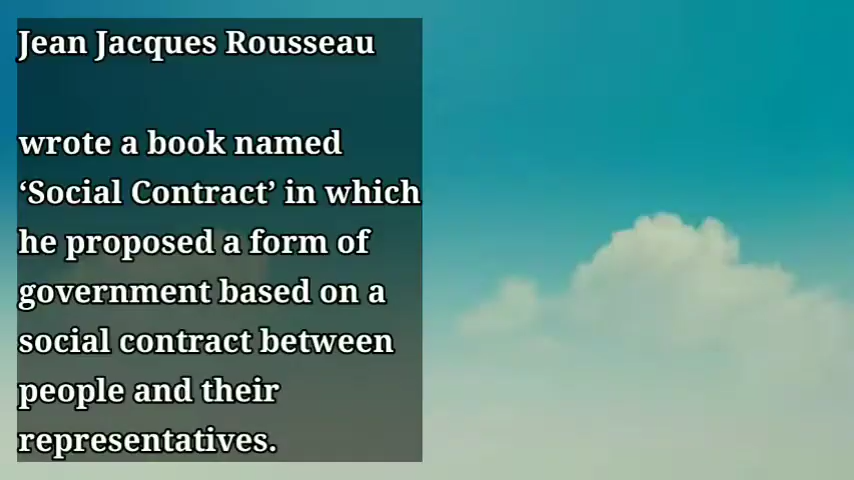 Jean Jacques Rousseau
wrote a book named
‘Social Contract’ in which
he proposed a form of
government based on a
social contract between
people and their
representatives.